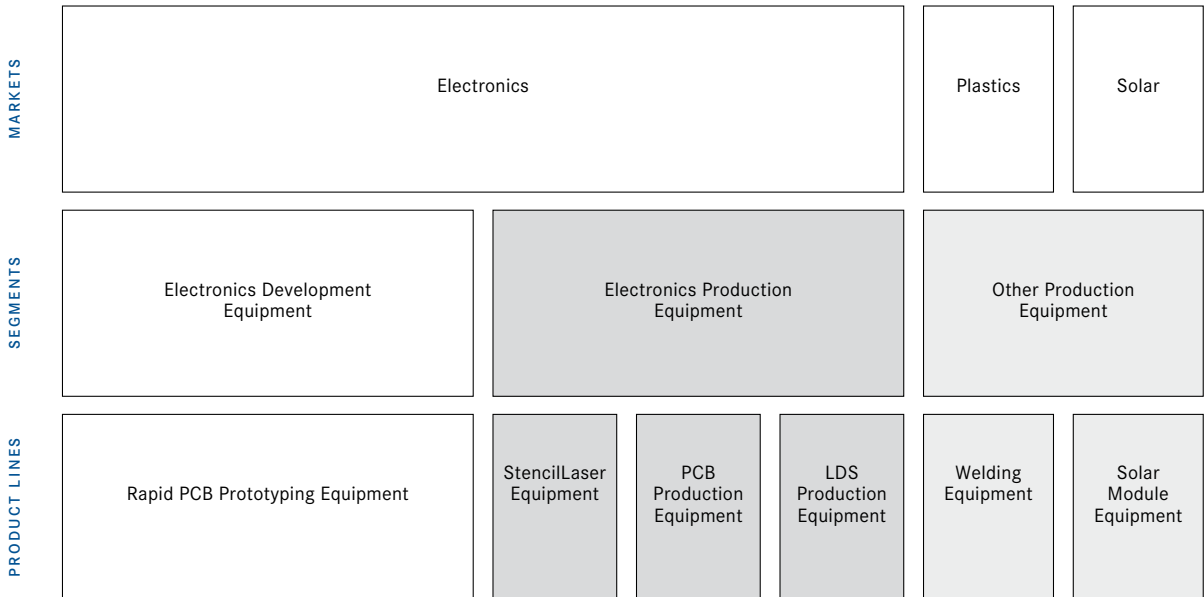 MARKETS
Electronics
Plastics
Solar
SEGMENTS
Electronics Development
Equipment
Electronics Production
Equipment
Other Production
Equipment
PRODUCT LINES
Rapid PCB Prototyping Equipment
StencilLaser
Equipment
PCB
Production
Equipment
LDS
Production
Equipment
Welding
Equipment
Solar
Module
Equipment